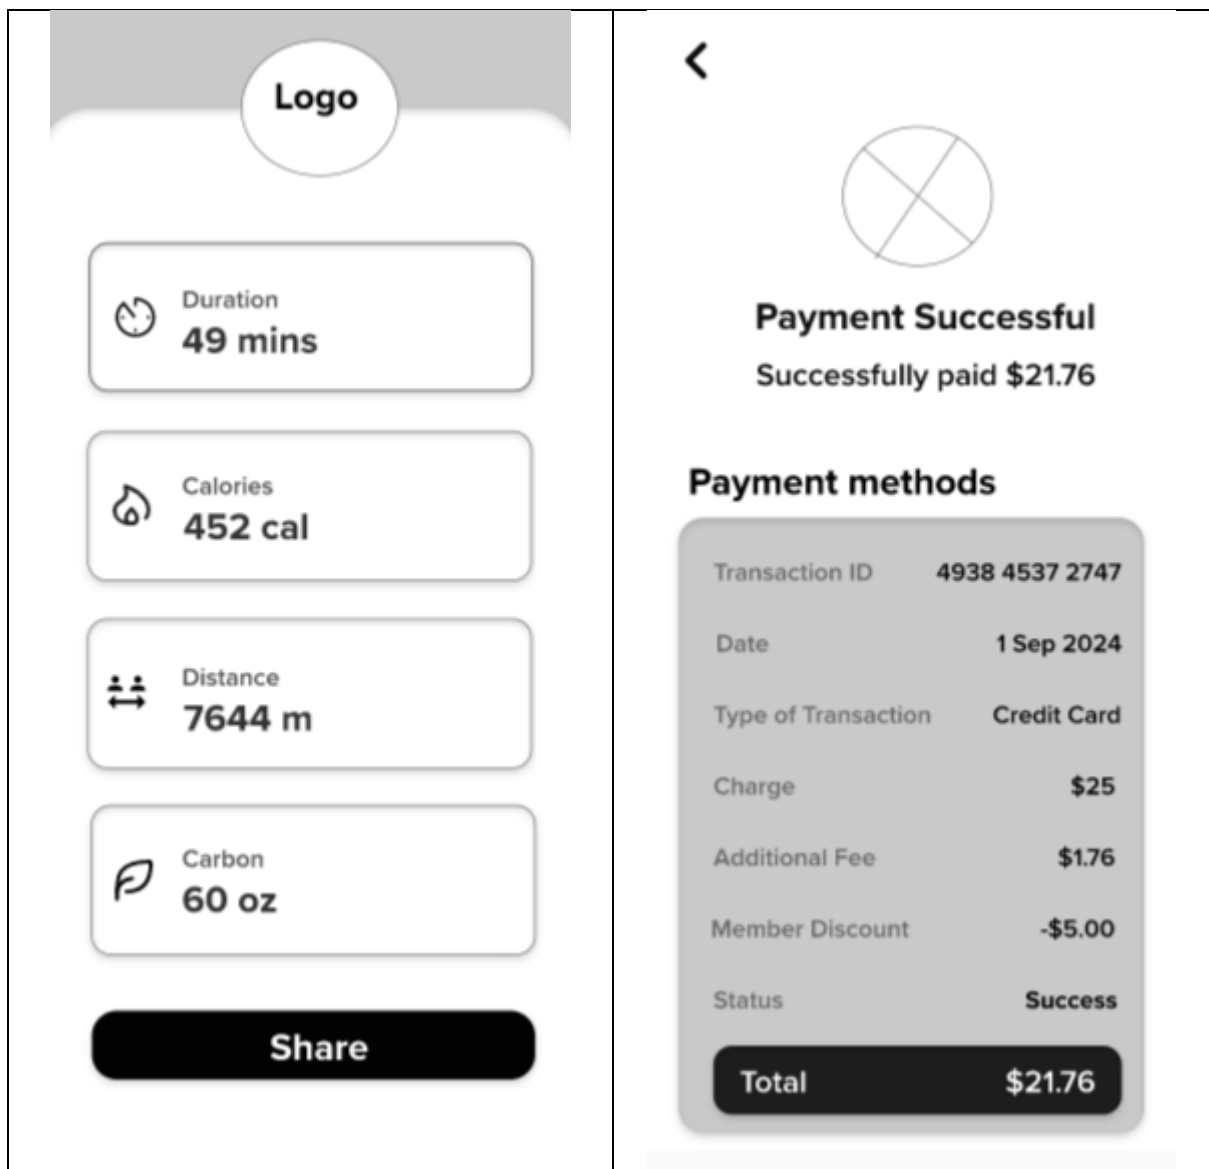 Logo
Duration
49 mins
Calories
452 cal
Distance
7644 m
Carbon
60 oz
Share
Payment Successful
Successfully paid $21.76
Payment methods
Transaction ID 4938 4537 2747
Date 1 Sep 2024
Type of Transaction Credit Card
Charge $25
Additional Fee $1.76
Member Discount -$5.00
Status Success
Total $21.76